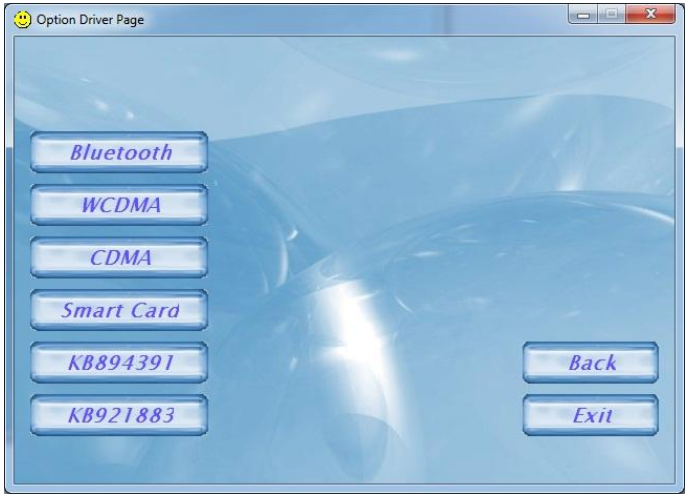 Option Driver Page
Bluetooth
WCDMA
CDMA
Smart Card
KB894391
KB921883
Back
Exit